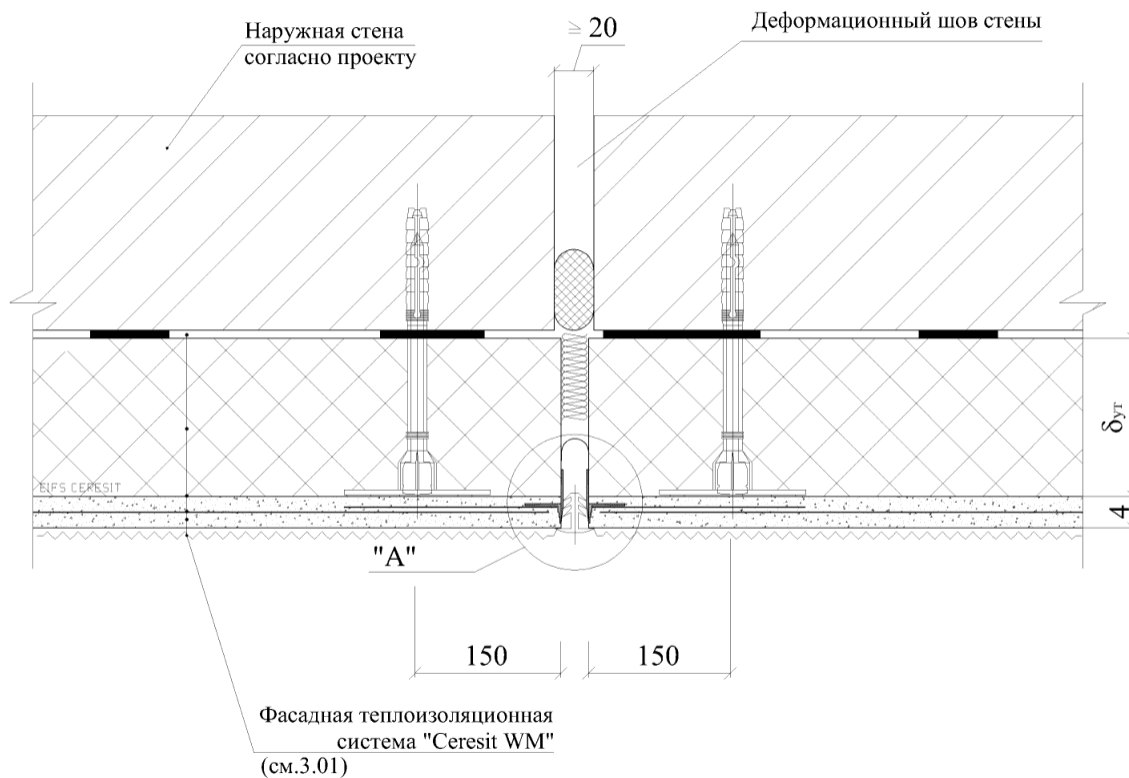 Наружная стена
согласно проекту
≥ 20
Деформационный шов стены
EIFS CERESIT
δут
4
"А"
150
150
Фасадная теплоизоляционная
система "Ceresit WM"
(см.3.01)